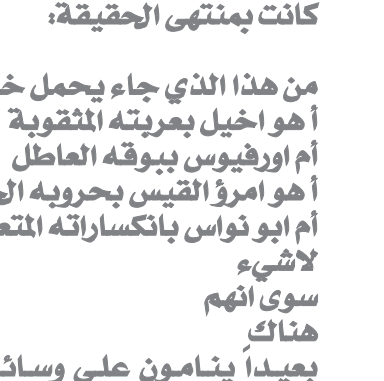 كانت بمنتهى الحقيقة:
من هذا الذي جاء يحمل
أ هو اخيل بعربته المثقوبة
أم اورفيوس ببوقه العاطل
أ هو امرؤ القيس بحروبه
أم ابو نواس بانكساراته
لاشيء
سوى انهم
هناك
بعيداً ينامون على